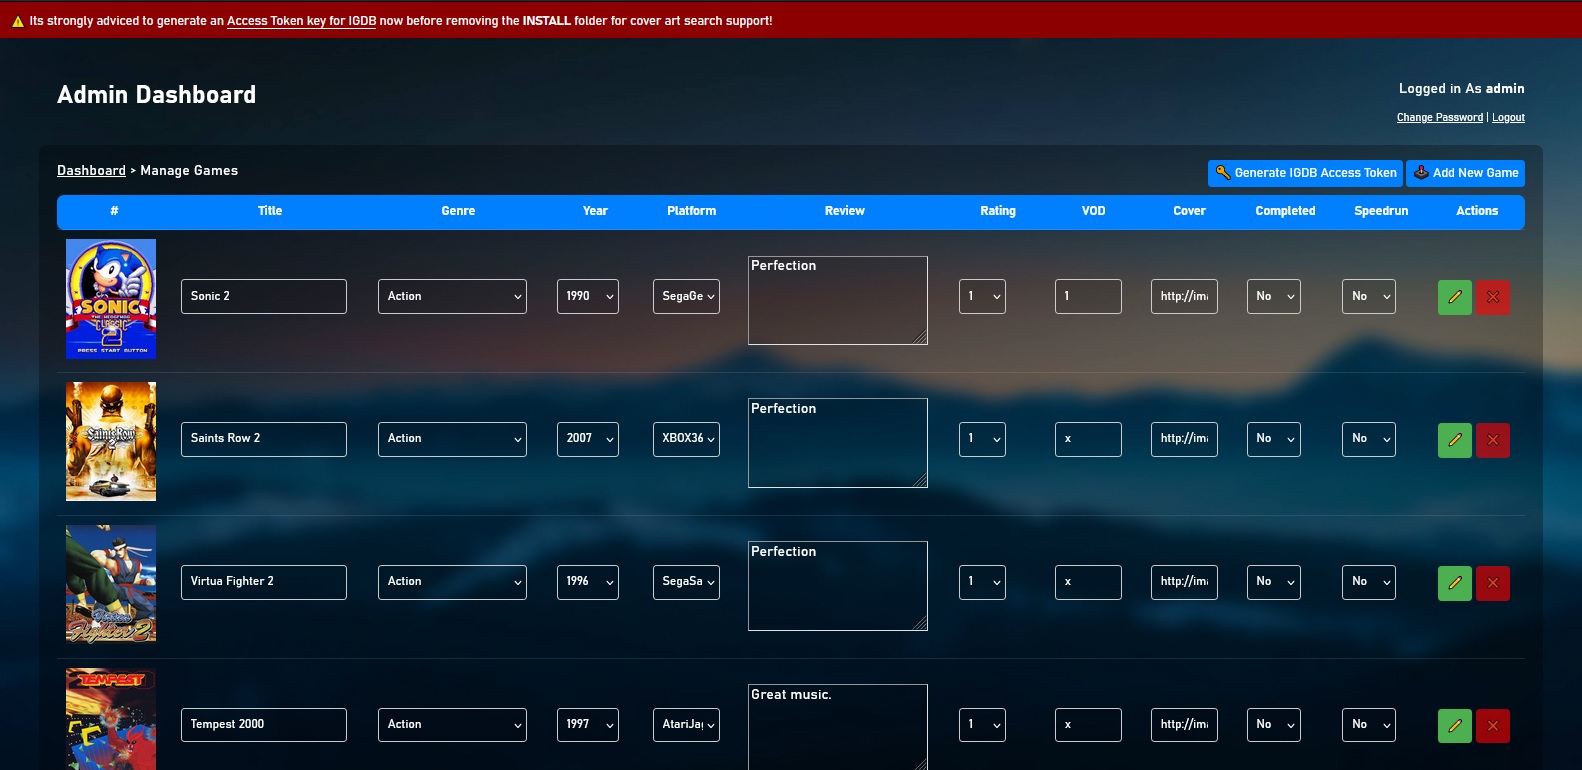 Its strongly adviced to generate an Access Token key for IGDB now before removing the INSTALL folder for cover art search support!
Admin Dashboard
Logged in As admin
Change Password | Logout
Dashboard > Manage Games
Generate IGDB Access Token
Add New Game
# Title Genre Year Platform Review Rating VOD Cover Completed Speedrun Actions
SONIC
THE HEDGEHOG
CLASSIC
2
PRESS START BUTTON
Sonic 2 Action 1990 SegaGe Perfection 1 1 http://im No No
Saints Row
2
Saints Row 2 Action 2007 XBOX36 Perfection 1 x http://im No No
Virtua
Fighter 2
Virtua Fighter 2 Action 1996 SegaSa Perfection 1 x http://im No No
TEMPEST
Tempest 2000 Action 1997 AtariJa Great music. 1 x http://im No No